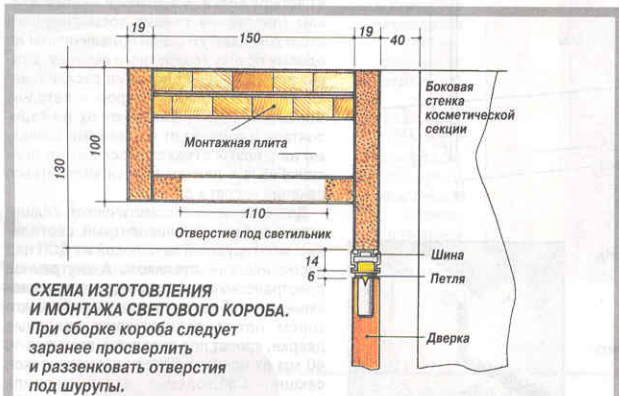 19
150
19
40
130
100
Монтажная плита
Боковая
стенка
косметической
секции
110
Отверстие под светильник
14
6
Шина
Петля
Дверка
СХЕМА ИЗГОТОВЛЕНИЯ
И МОНТАЖА СВЕТОВОГО КОРОБА.
При сборке короба следует
заранее просверлить
и раззенковать отверстия
под шурупы.